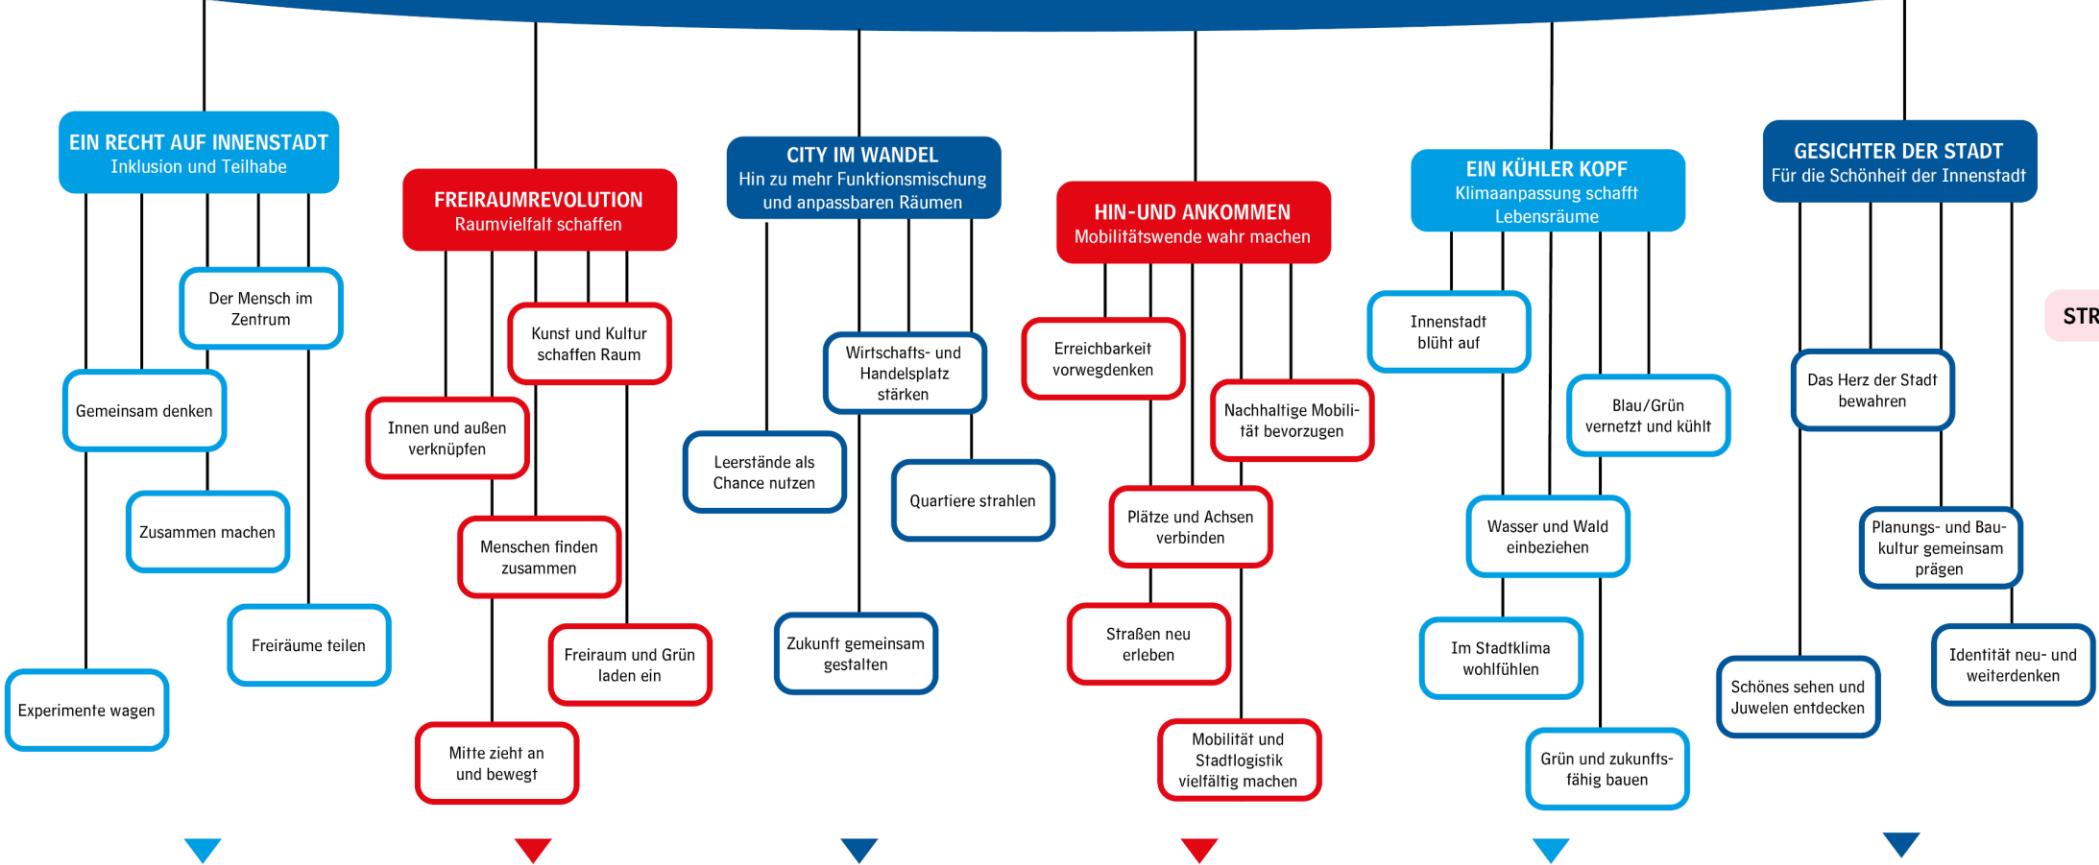 EIN RECHT AUF INNENSTADT
Inklusion und Teilhabe
Der Mensch im
Zentrum
Gemeinsam denken
Zusammen machen
Freiräume teilen
Experimente wagen
FREIRAUMREVOLUTION
Raumvielfalt schaffen
Kunst und Kultur
schaffen Raum
Innen und außen
verknüpfen
Menschen finden
zusammen
Freiraum und Grün
laden ein
Mitte zieht an
und bewegt
CITY IM WANDEL
Hin zu mehr Funktionsmischung
und anpassbaren Räumen
Wirtschafts- und
Handelsplatz
stärken
Leerstände als
Chance nutzen
Quartiere strahlen
Zukunft gemeinsam
gestalten
HIN-UND ANKOMMEN
Mobilitätswende wahr machen
Erreichbarkeit
vorwegdenken
Nachhaltige Mobili-
tät bevorzugen
Plätze und Achsen
verbinden
Straßen neu
erleben
Mobilität und
Stadtlogistik
vielfältig machen
EIN KÜHLER KOPF
Klimaanpassung schafft
Lebensräume
Innenstadt
blüht auf
Blau/Grün
vernetzt und kühlt
Wasser und Wald
einbeziehen
Im Stadtklima
wohlfühlen
Grün und zukunfts-
fähig bauen
GESICHTER DER STADT
Für die Schönheit der Innenstadt
Das Herz der Stadt
bewahren
Planungs- und Bau-
kultur gemeinsam
prägen
Identität neu- und
weiterdenken
Schönes sehen und
Juwelen entdecken
STR